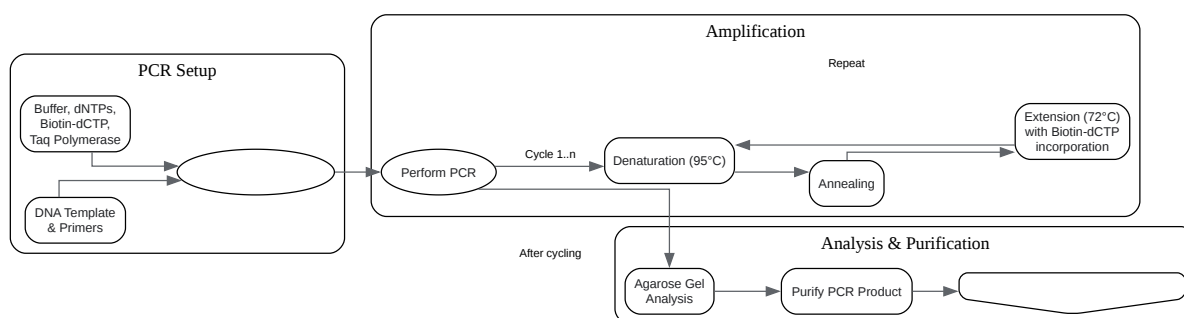 PCR Setup
Buffer, dNTPs,
Biotin-dCTP,
Taq Polymerase
DNA Template
& Primers
Amplification
Repeat
Perform PCR
Cycle 1..n
Denaturation (95°C)
Annealing
Extension (72°C)
with Biotin-dCTP
incorporation
After cycling
Analysis & Purification
Agarose Gel
Analysis
Purify PCR Product